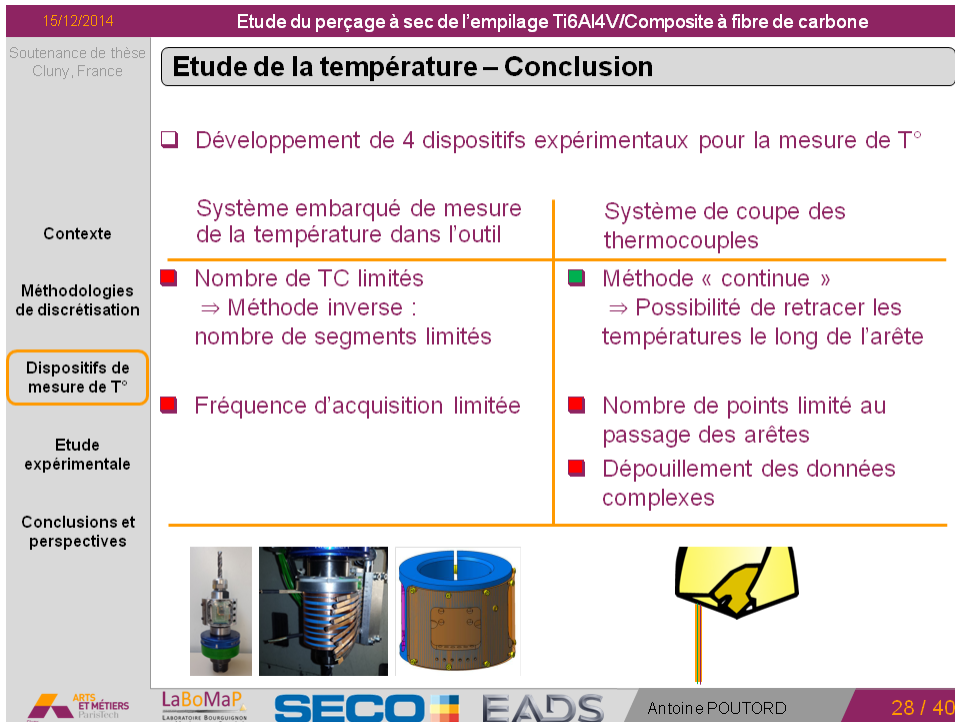 15/12/2014
Etude du perçage à sec de l'empilage Ti6Al4V/Composite à fibre de carbone
Soutenance de thèse
Cluny, France
Etude de la température – Conclusion
Développement de 4 dispositifs expérimentaux pour la mesure de T°
Système embarqué de mesure
de la température dans l'outil
Système de coupe des
thermocouples
Nombre de TC limités
⇒ Méthode inverse :
nombre de segments limités
Fréquence d'acquisition limitée
Méthode « continue »
⇒ Possibilité de retracer les
températures le long de l'arête
Nombre de points limité au
passage des arêtes
Dépouillement des données
complexes
Contexte
Méthodologies
de discrétisation
Dispositifs de
mesure de T°
Etude
expérimentale
Conclusions et
perspectives
ARTS
ET MÉTIERS
ParisTech
LaBoMaP
LABORATOIRE BOURGUIGNON
SECO
EADS
Antoine POUTORD
28 / 40